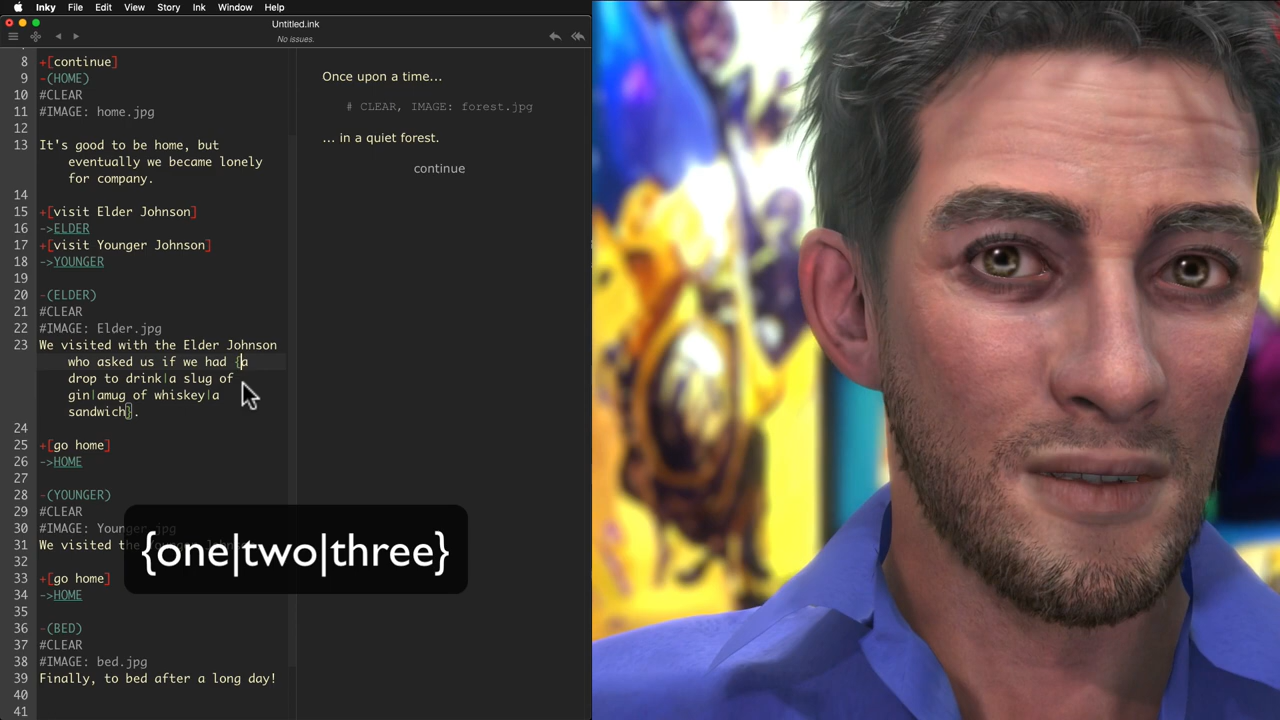 Inky File Edit View Story Ink Window Help
Untitled.ink
No issues.
8 +[continue]
9 -(HOME)
10 #CLEAR
11 #IMAGE: home.jpg
12
13 It's good to be home, but
eventually we became lonely
for company.
14
15 +[visit Elder Johnson]
16 ->ELDER
17 +[visit Younger Johnson]
18 ->YOUNGER
19
20 -(ELDER)
21 #CLEAR
22 #IMAGE: Elder.jpg
23 We visited with the Elder Johnson
who asked us if we had {a
drop to drink|a slug of
gin|amug of whiskey|a
sandwich}.
24
25 +[go home]
26 ->HOME
27
28 -(YOUNGER)
29 #CLEAR
30 #IMAGE: Younger.jpg
31 We visited the
32
33 +[go home]
34 ->HOME
35
36 -(BED)
37 #CLEAR
38 #IMAGE: bed.jpg
39 Finally, to bed after a long day!
40
41
Once upon a time...
# CLEAR, IMAGE: forest.jpg
... in a quiet forest.
continue
{one|two|three}